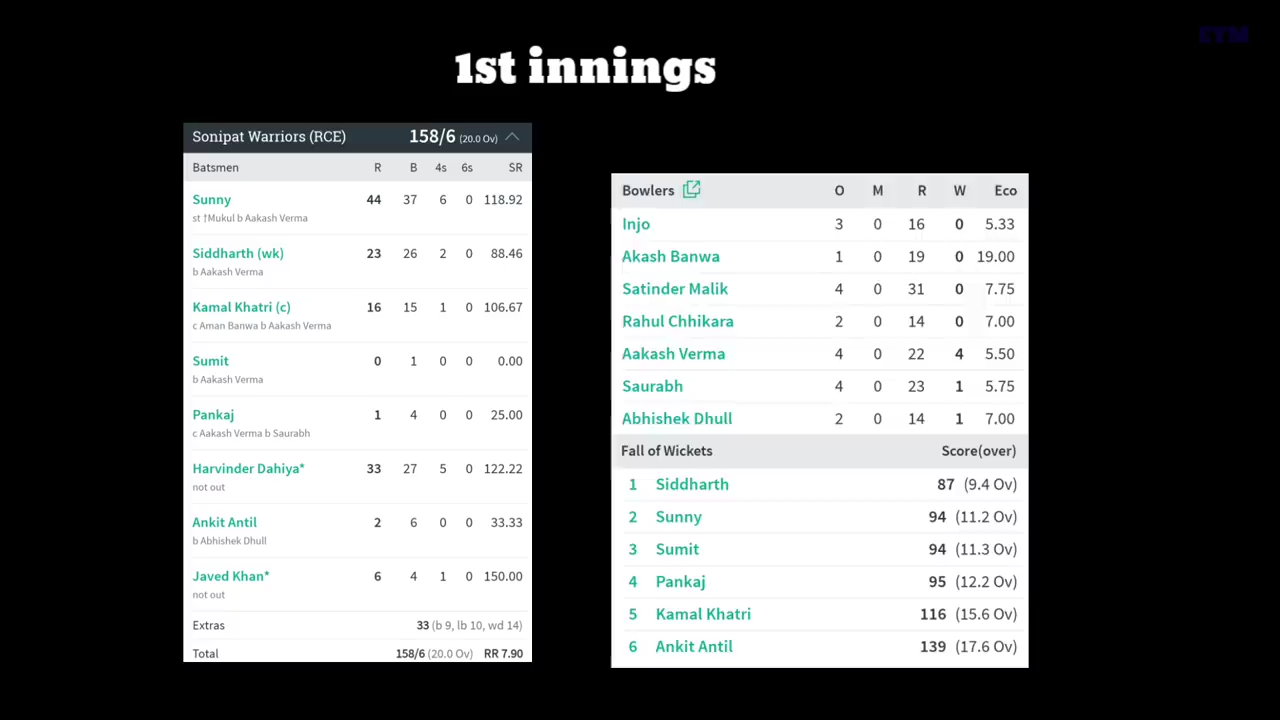 ETM
1st innings
Sonipat Warriors (RCE) 158/6 (20.0 Ov)
Batsmen R B 4s 6s SR
Sunny 44 37 6 0 118.92
st †Mukul b Aakash Verma
Siddharth (wk) 23 26 2 0 88.46
b Aakash Verma
Kamal Khatri (c) 16 15 1 0 106.67
c Aman Banwa b Aakash Verma
Sumit 0 1 0 0 0.00
b Aakash Verma
Pankaj 1 4 0 0 25.00
c Aakash Verma b Saurabh
Harvinder Dahiya* 33 27 5 0 122.22
not out
Ankit Antil 2 6 0 0 33.33
b Abhishek Dhull
Javed Khan* 6 4 1 0 150.00
not out
Extras 33 (b 9, lb 10, wd 14)
Total 158/6 (20.0 Ov) RR 7.90
Bowlers O M R W Eco
Injo 3 0 16 0 5.33
Akash Banwa 1 0 19 0 19.00
Satinder Malik 4 0 31 0 7.75
Rahul Chhikara 2 0 14 0 7.00
Aakash Verma 4 0 22 4 5.50
Saurabh 4 0 23 1 5.75
Abhishek Dhull 2 0 14 1 7.00
Fall of Wickets Score(over)
1 Siddharth 87 (9.4 Ov)
2 Sunny 94 (11.2 Ov)
3 Sumit 94 (11.3 Ov)
4 Pankaj 95 (12.2 Ov)
5 Kamal Khatri 116 (15.6 Ov)
6 Ankit Antil 139 (17.6 Ov)